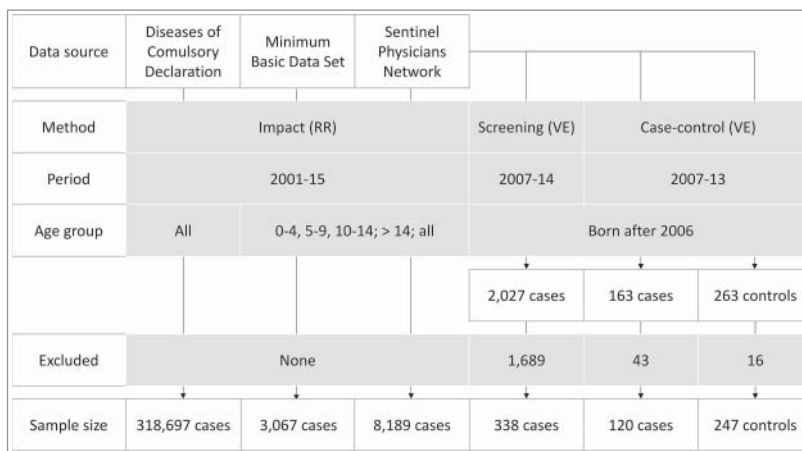 Data source
Diseases of
Comulsory
Declaration
Minimum
Basic Data Set
Sentinel
Physicians
Network
Method
Impact (RR)
Screening (VE)
Case-control (VE)
Period
2001-15
2007-14
2007-13
Age group
All
0-4, 5-9, 10-14; > 14; all
Born after 2006
2,027 cases
163 cases
263 controls
Excluded
None
1,689
43
16
Sample size
318,697 cases
3,067 cases
8,189 cases
338 cases
120 cases
247 controls